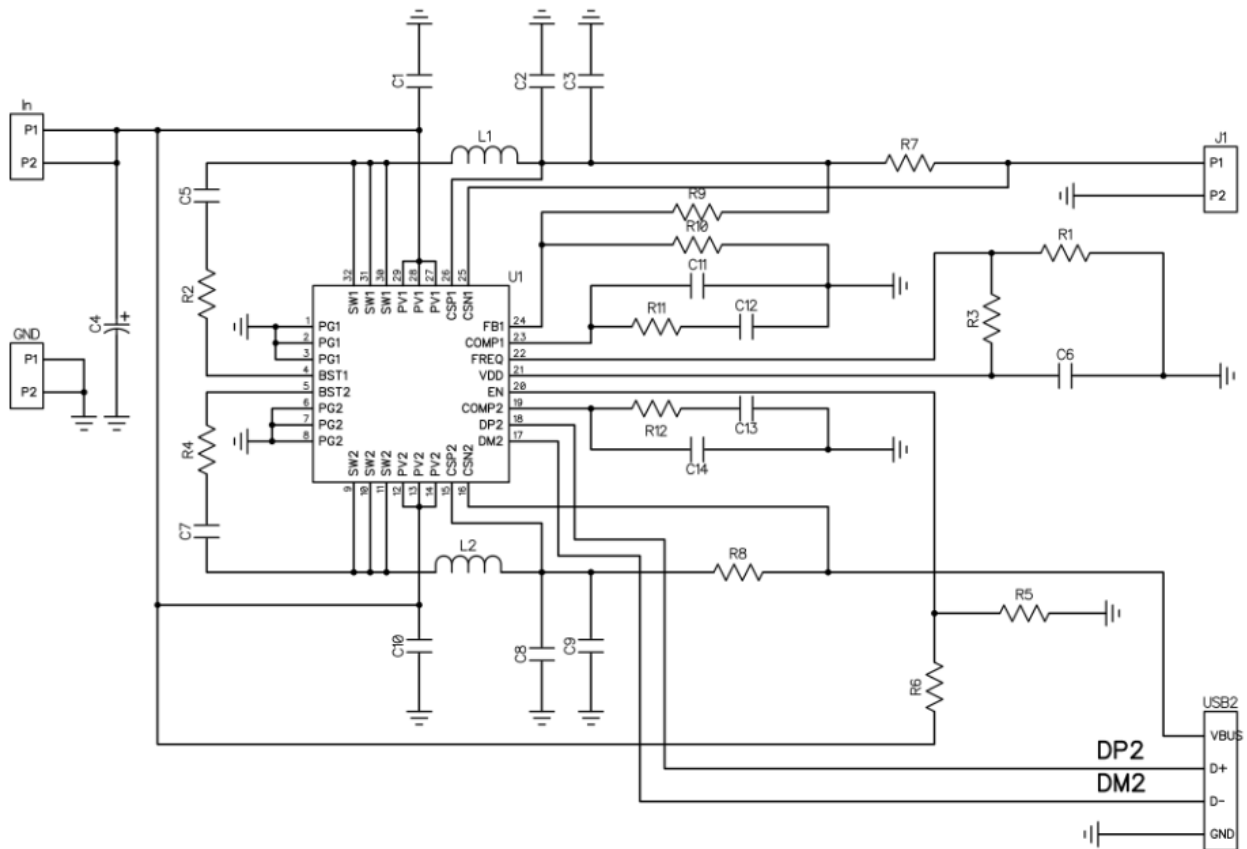 In
P1
P2
GND
P1
P2
C4
C1
C2
C3
L1
R7
J1
P1
P2
C5
R2
R9
R10
C11
R11
C12
R1
R3
C6
U1
32 31 30 29 28 27 26 25
SW1 SW1 SW1 PV1 PV1 PV1 CSP1 CSN1
1 PG1
2 PG1
3 PG1
4 BST1
5 BST2
6 PG2
7 PG2
8 PG2
FB1 24
COMP1 23
FREQ 22
VDD 21
EN 20
COMP2 19
DP2 18
DM2 17
SW2 SW2 SW2 PV2 PV2 PV2 CSP2 CSN2
9 10 11 12 13 14 15 16
R12
C13
C14
R4
C7
L2
R8
C10
C8
C9
R5
R6
USB2
VBUS
D+
D-
GND
DP2
DM2